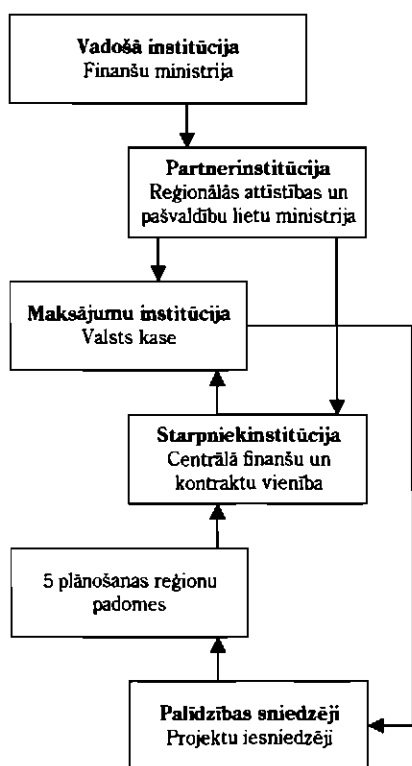 Vadošā institūcija
Finanšu ministrija
Partnerinstitūcija
Reģionālās attīstības un
pašvaldību lietu ministrija
Maksājumu institūcija
Valsts kase
Starpniekinstitūcija
Centrālā finanšu un
kontraktu vienība
5 plānošanas reģionu
padomes
Palīdzības sniedzēji
Projektu iesniedzēji